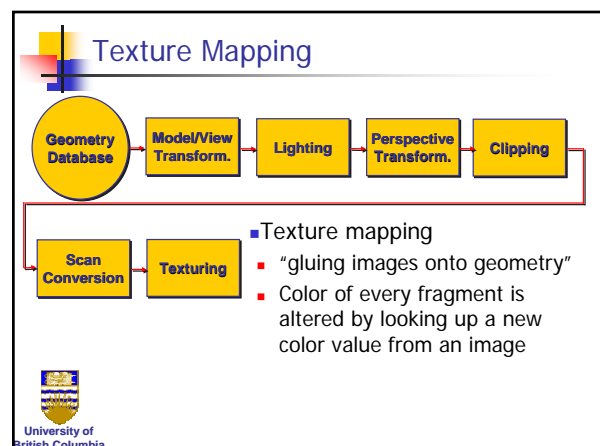 Texture Mapping
Geometry
Database
Model/View
Transform.
Lighting
Perspective
Transform.
Clipping
Scan
Conversion
Texturing
Texture mapping
“gluing images onto geometry”
Color of every fragment is
altered by looking up a new
color value from an image
University of
British Columbia